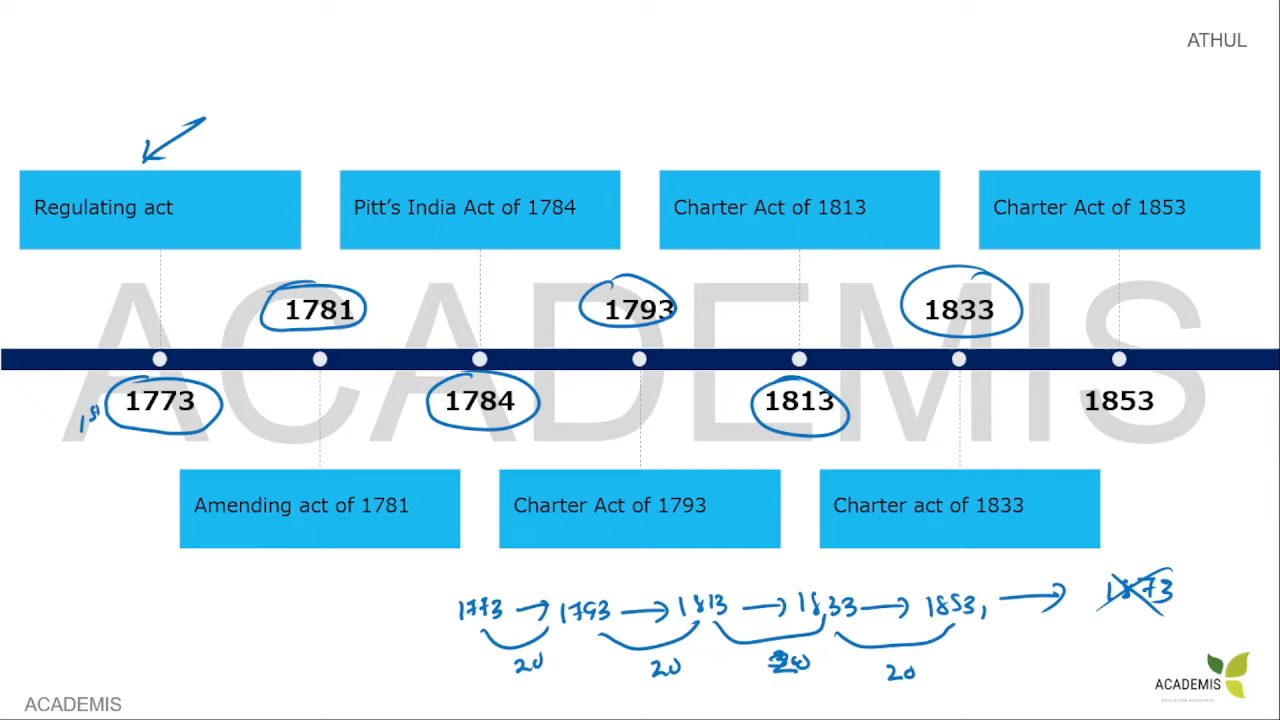 ATHUL
Regulating act
Pitt’s India Act of 1784
Charter Act of 1813
Charter Act of 1853
1781
1793
1833
ACADEMIS
1st
1773
1784
1813
1853
Amending act of 1781
Charter Act of 1793
Charter act of 1833
1773 → 1793 → 1813 → 1833 → 1853, → 1873
20 20 20 20
ACADEMIS
ACADEMIS